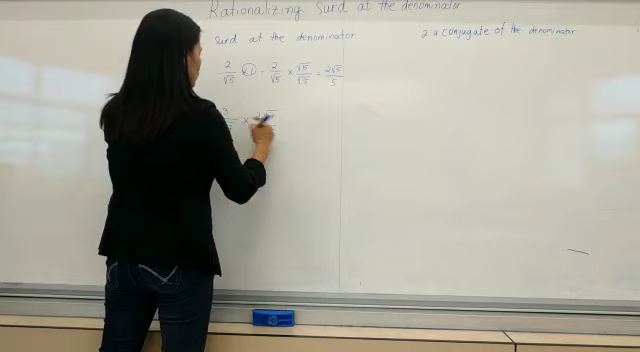 Rationalizing Surd at the denominator
surd at the denominator
2. a conjugate of the denominator
2/√5 ×1 = 2/√5 × √5/√5 = 2√5/5
×